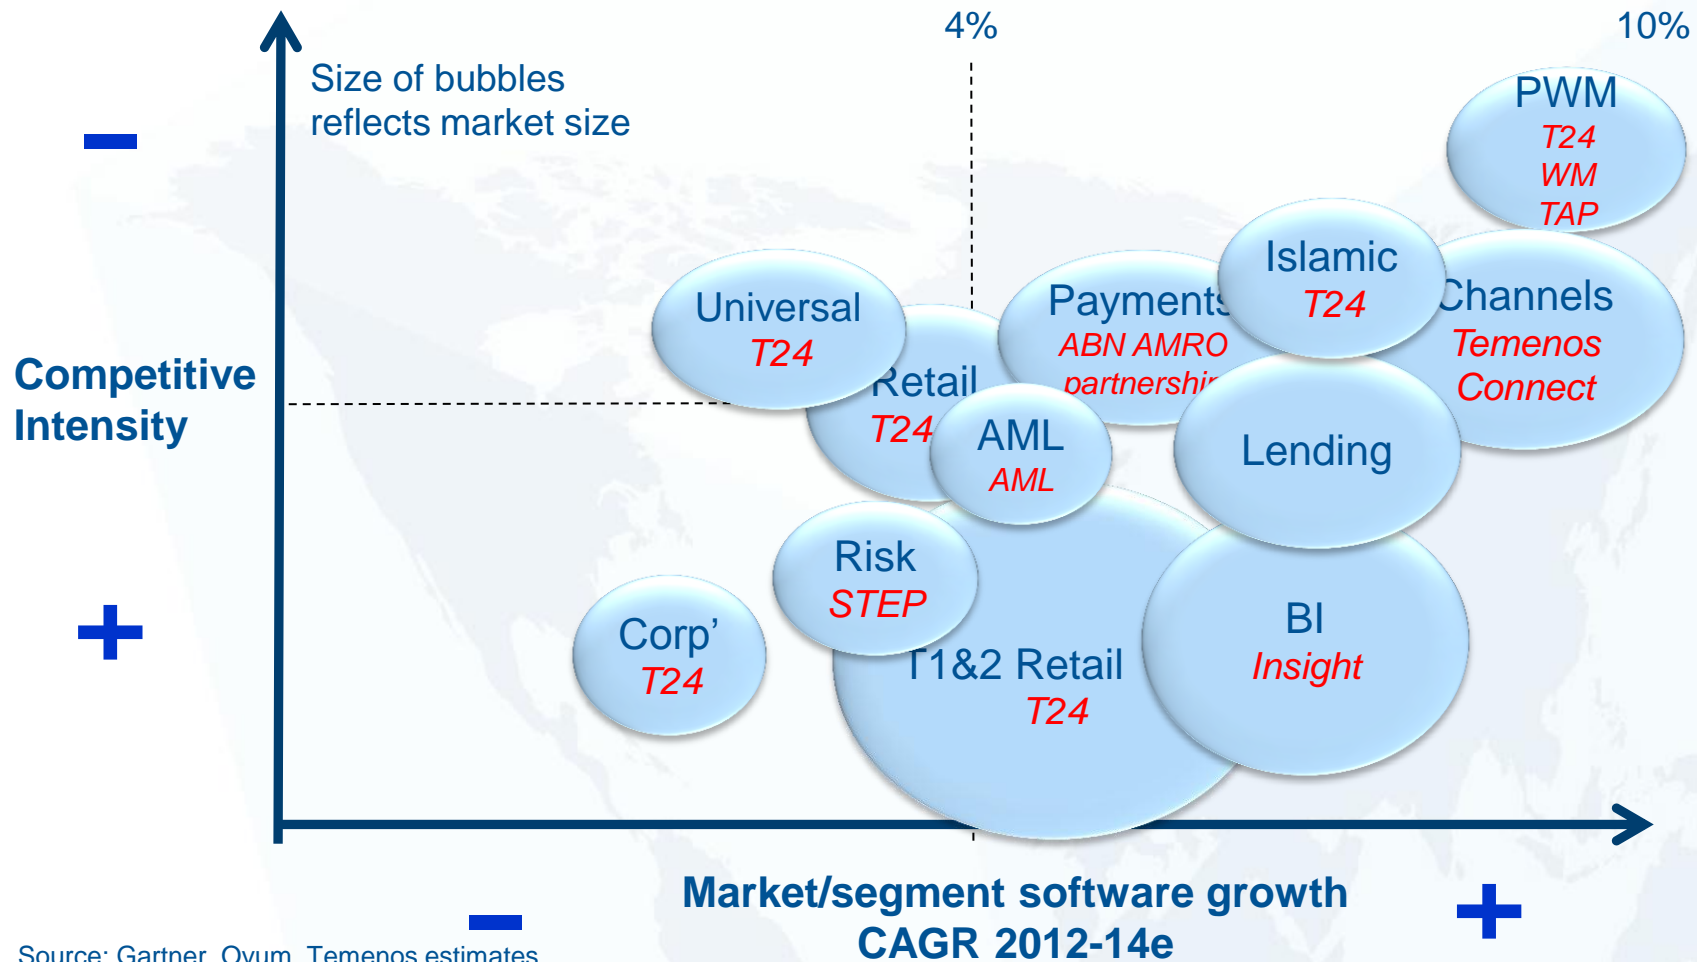 4%
10%
Size of bubbles
reflects market size
–
PWM
T24
WM
TAP
Islamic
T24
Universal
T24
Payments
ABN AMRO
partnership
Channels
Temenos
Connect
Competitive
Intensity
Retail
T24
AML
AML
Lending
Risk
STEP
+
Corp’
T24
T1&2 Retail
T24
BI
Insight
Market/segment software growth
CAGR 2012-14e
–
+
Source: Gartner, Ovum, Temenos estimates